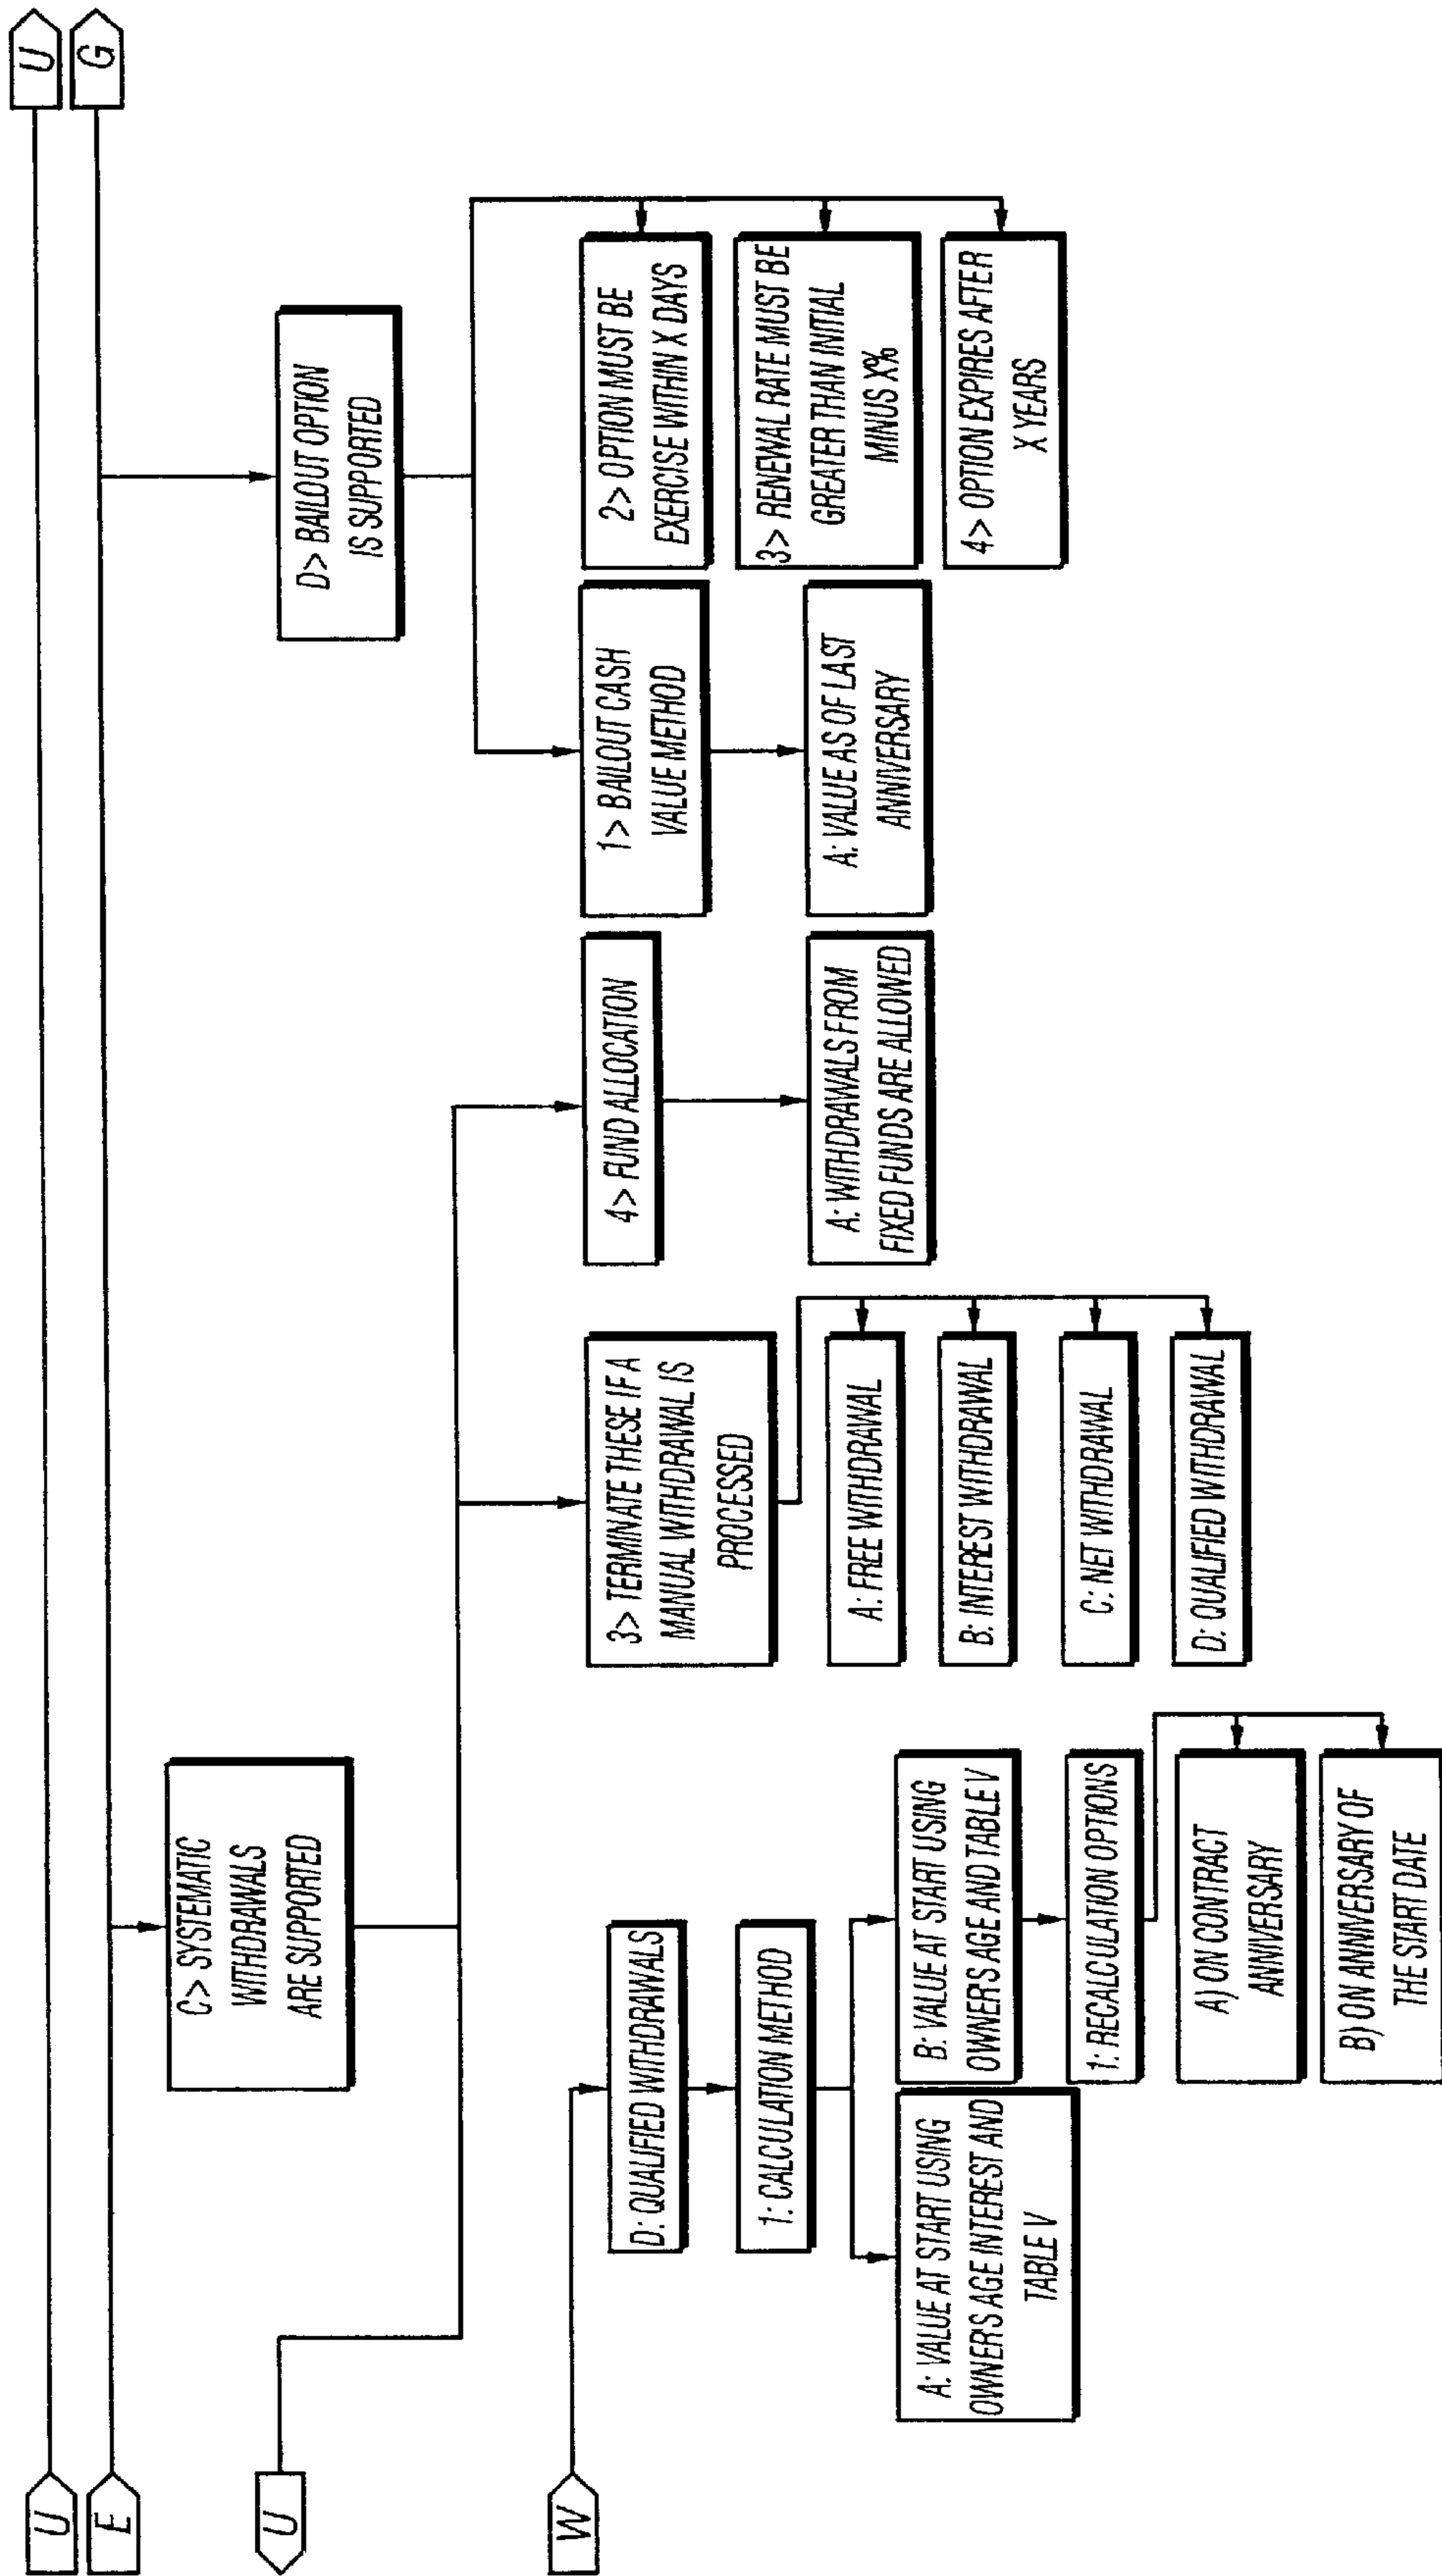 U
U
E
G
C> SYSTEMATIC
WITHDRAWALS
ARE SUPPORTED
D> BAILOUT OPTION
IS SUPPORTED
U
W
D: QUALIFIED WITHDRAWALS
1: CALCULATION METHOD
A: VALUE AT START USING
OWNERS AGE INTEREST AND
TABLE V
B: VALUE AT START USING
OWNER'S AGE AND TABLE V
1: RECALCULATION OPTIONS
A) ON CONTRACT
ANNIVERSARY
B) ON ANNIVERSARY OF
THE START DATE
3> TERMINATE THESE IF A
MANUAL WITHDRAWAL IS
PROCESSED
A: FREE WITHDRAWAL
B: INTEREST WITHDRAWAL
C: NET WITHDRAWAL
D: QUALIFIED WITHDRAWAL
4> FUND ALLOCATION
A: WITHDRAWALS FROM
FIXED FUNDS ARE ALLOWED
1> BAILOUT CASH
VALUE METHOD
A: VALUE AS OF LAST
ANNIVERSARY
2> OPTION MUST BE
EXERCISE WITHIN X DAYS
3> RENEWAL RATE MUST BE
GREATER THAN INITIAL
MINUS X%
4> OPTION EXPIRES AFTER
X YEARS